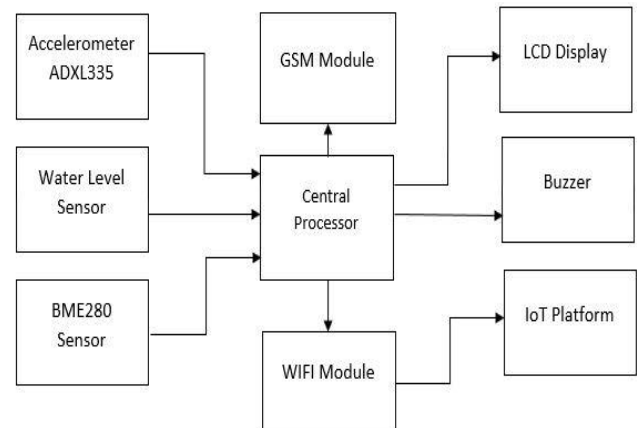 Accelerometer
ADXL335
GSM Module
LCD Display
Water Level
Sensor
Central
Processor
Buzzer
BME280
Sensor
WIFI Module
IoT Platform